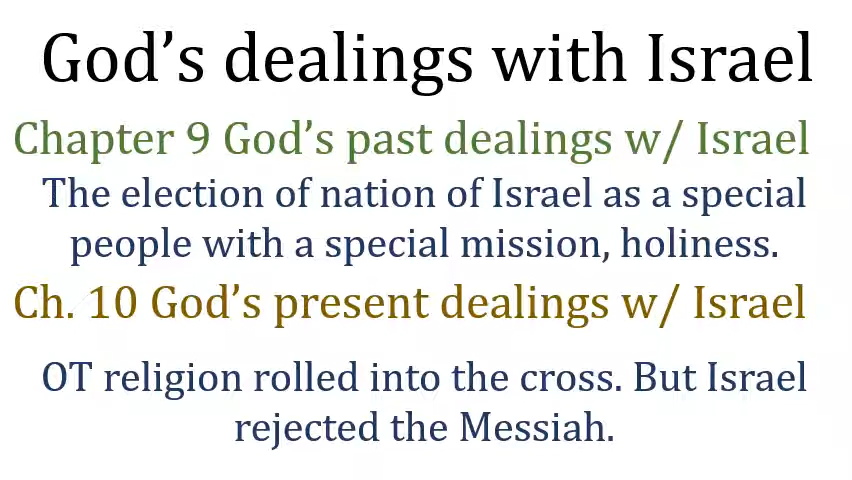 God’s dealings with Israel
Chapter 9 God’s past dealings w/ Israel
The election of nation of Israel as a special
people with a special mission, holiness.
Ch. 10 God’s present dealings w/ Israel
OT religion rolled into the cross. But Israel
rejected the Messiah.